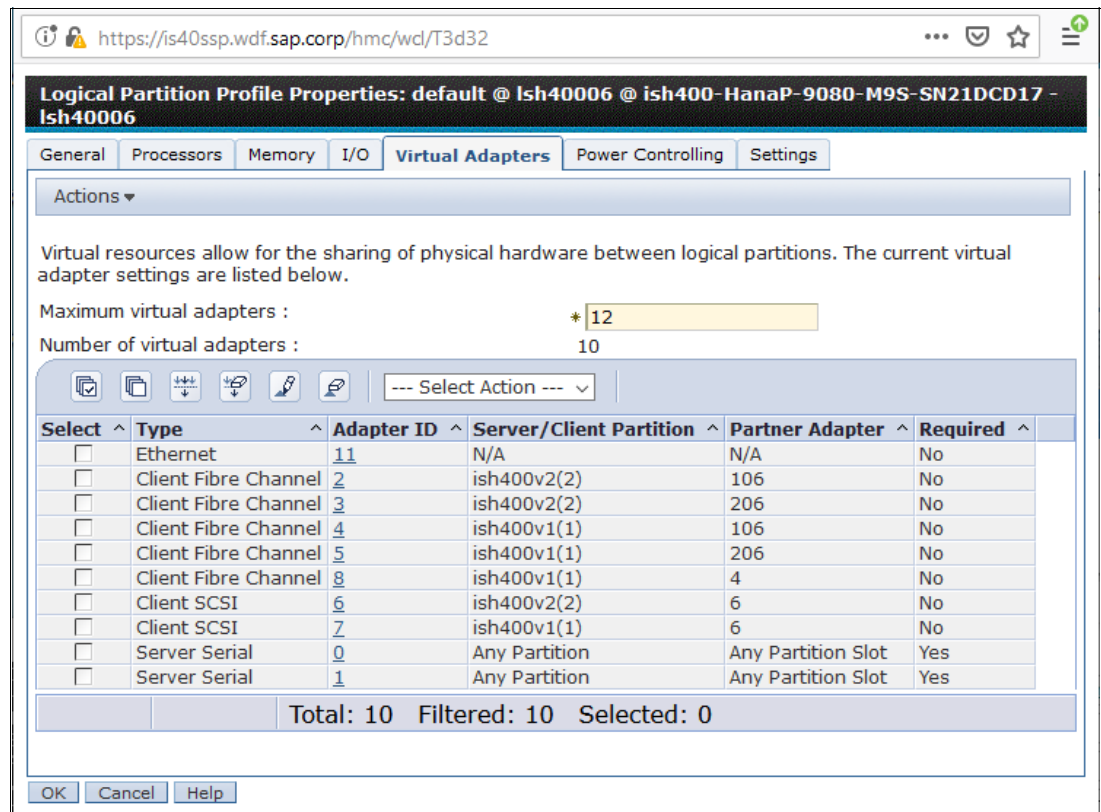 https://is40ssp.wdf.sap.corp/hmc/wcl/T3d32
Logical Partition Profile Properties: default @ lsh40006 @ ish400-HanaP-9080-M9S-SN21DCD17 -
lsh40006
General Processors Memory I/O Virtual Adapters Power Controlling Settings
Actions
Virtual resources allow for the sharing of physical hardware between logical partitions. The current virtual
adapter settings are listed below.
Maximum virtual adapters : * 12
Number of virtual adapters : 10
--- Select Action ---
Select ^ Type ^ Adapter ID ^ Server/Client Partition ^ Partner Adapter ^ Required ^
Ethernet 11 N/A N/A No
Client Fibre Channel 2 ish400v2(2) 106 No
Client Fibre Channel 3 ish400v2(2) 206 No
Client Fibre Channel 4 ish400v1(1) 106 No
Client Fibre Channel 5 ish400v1(1) 206 No
Client Fibre Channel 8 ish400v1(1) 4 No
Client SCSI 6 ish400v2(2) 6 No
Client SCSI 7 ish400v1(1) 6 No
Server Serial 0 Any Partition Any Partition Slot Yes
Server Serial 1 Any Partition Any Partition Slot Yes
Total: 10 Filtered: 10 Selected: 0
OK Cancel Help